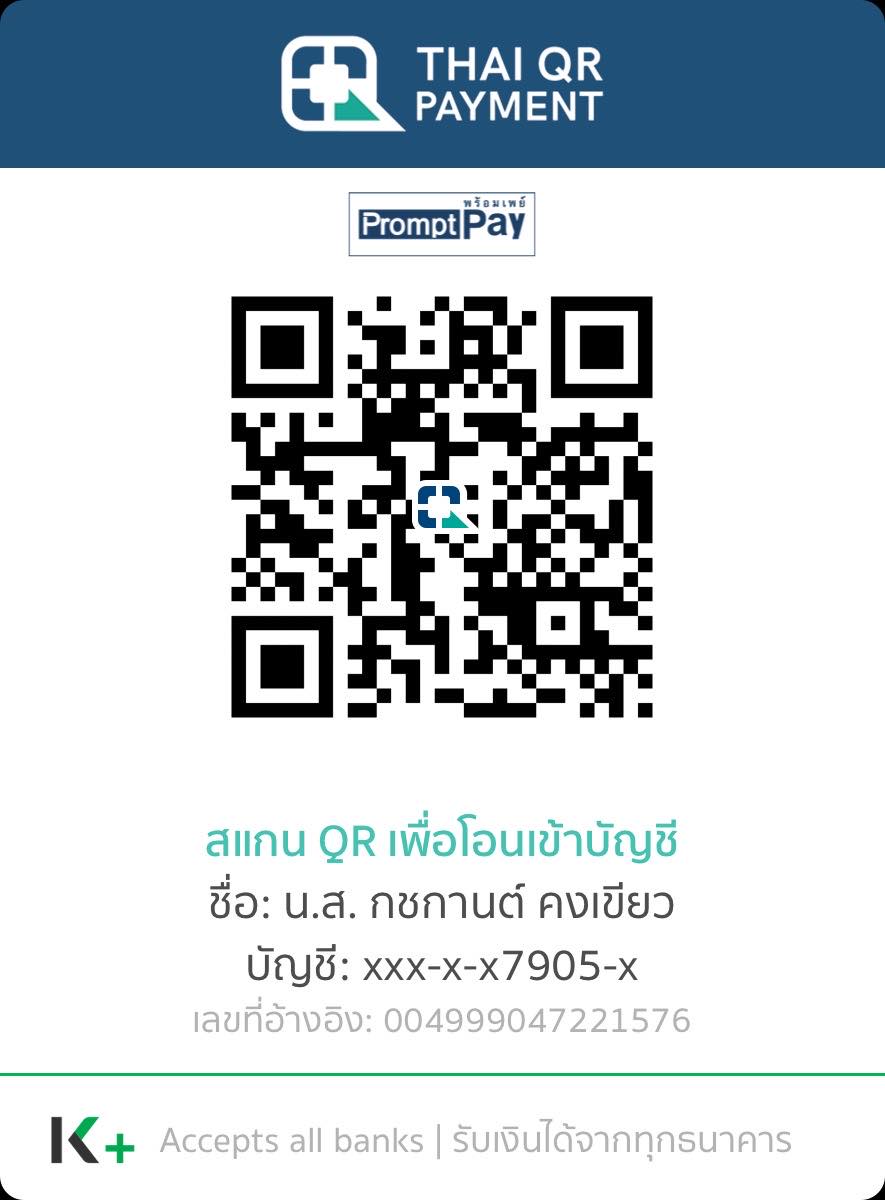 THAI QR
PAYMENT
พร้อมเพย์
PromptPay
สแกน QR เพื่อโอนเข้าบัญชี
ชื่อ: น.ส. กชกานต์ คงเขียว
บัญชี: xxx-x-x7905-x
เลขที่อ้างอิง: 004999047221576
K+
Accepts all banks | รับเงินได้จากทุกธนาคาร